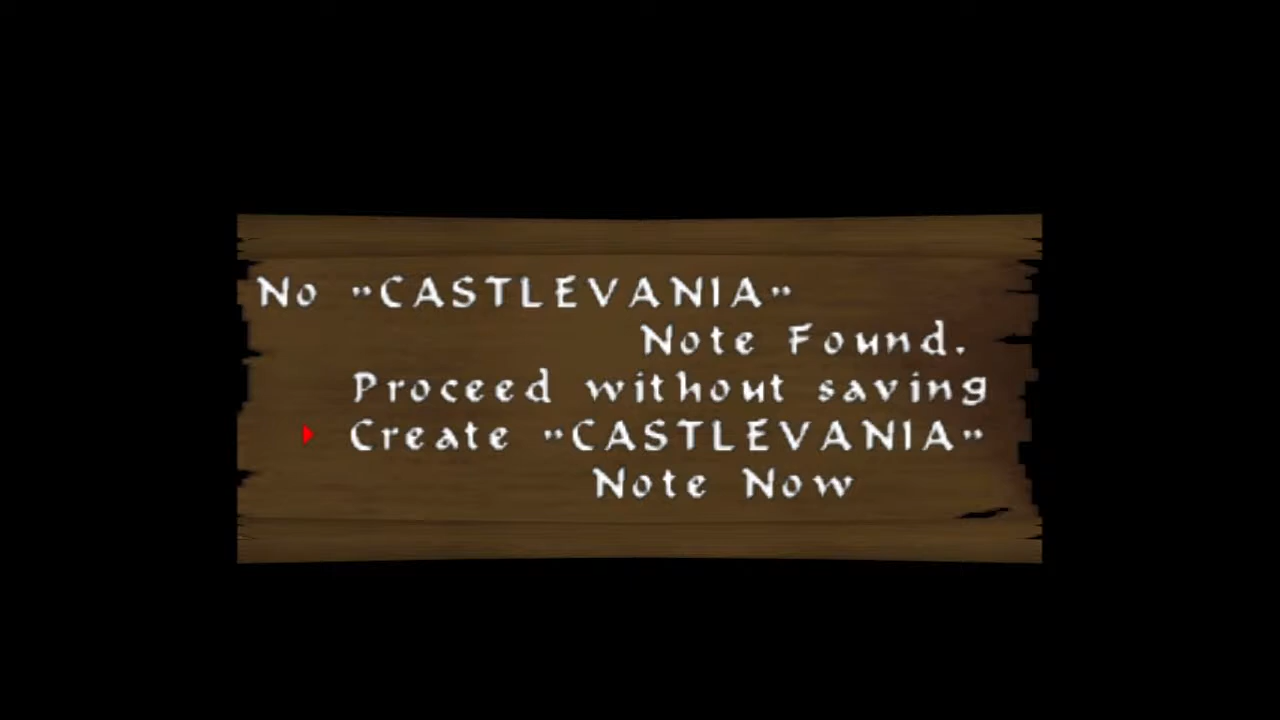 No "CASTLEVANIA"
Note Found.
Proceed without saving
Create "CASTLEVANIA"
Note Now